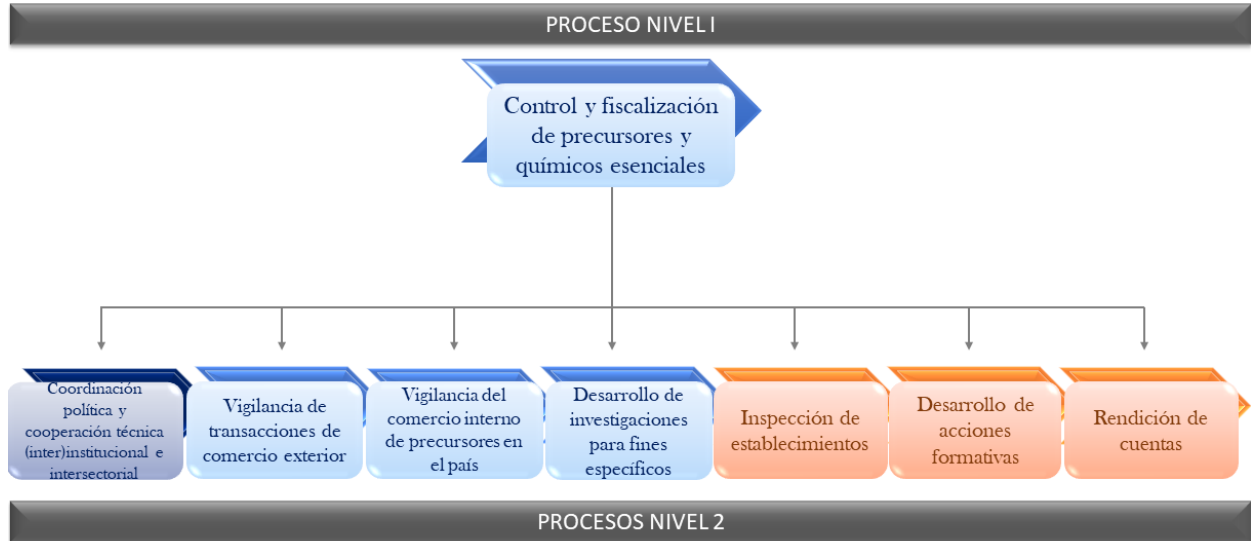 PROCESO NIVEL I
Control y fiscalización
de precursores y
químicos esenciales
Coordinación
política y
cooperación técnica
(inter)institucional e
intersectorial
Vigilancia de
transacciones de
comercio exterior
Vigilancia del
comercio interno
de precursores en
el país
Desarrollo de
investigaciones
para fines
específicos
Inspección de
establecimientos
Desarrollo de
acciones
formativas
Rendición de
cuentas
PROCESOS NIVEL 2